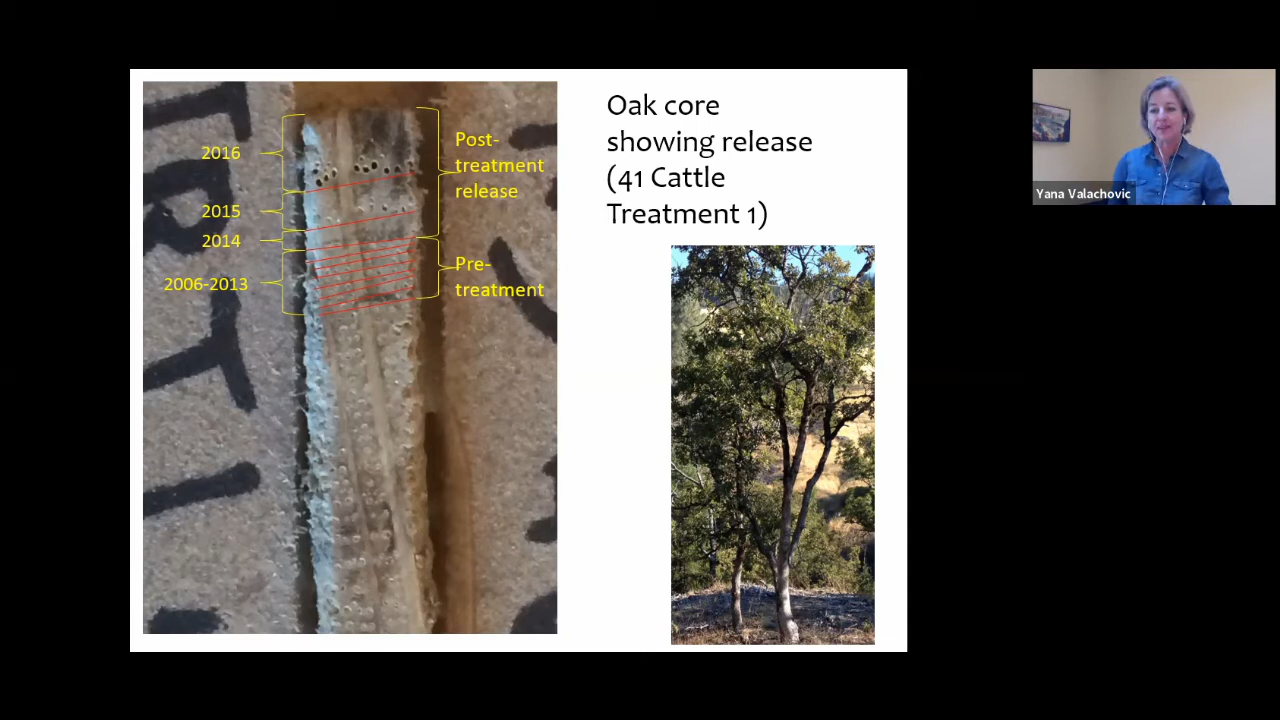 2016
2015
2014
2006-2013
Post-
treatment
release
Pre-
treatment
Oak core
showing release
(41 Cattle
Treatment 1)
Yana Valachovic